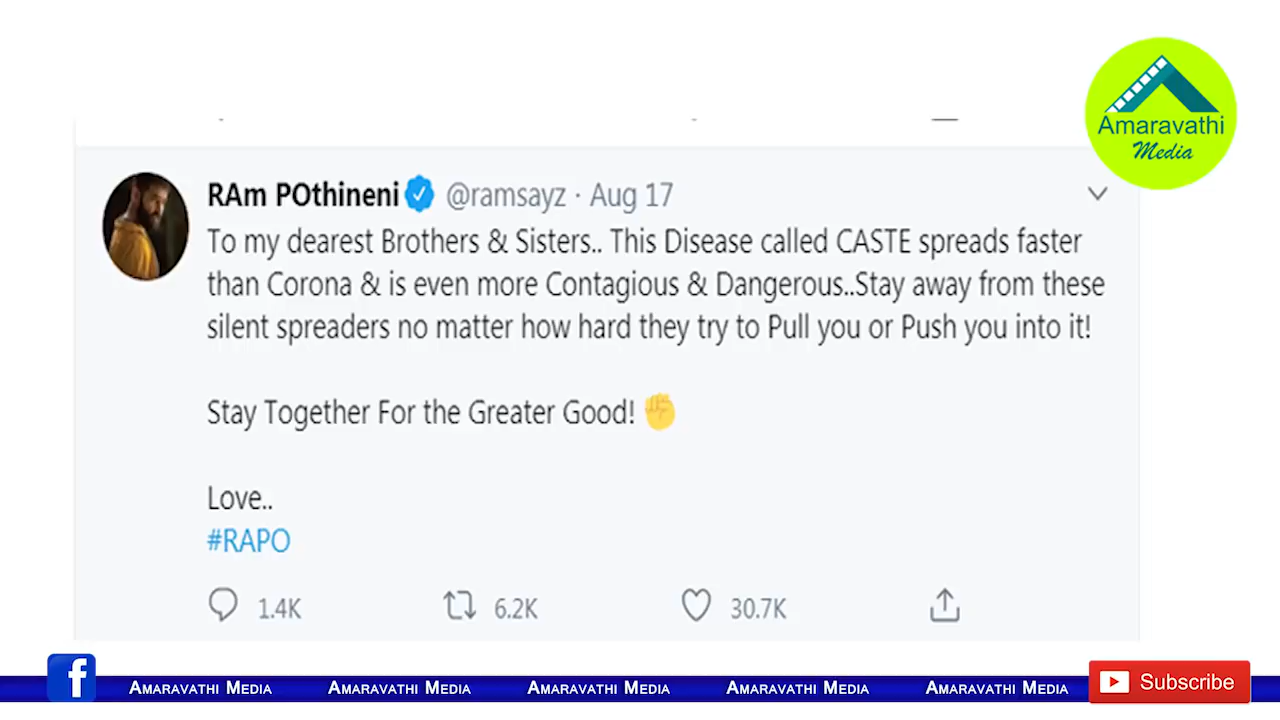 Amaravathi
Media
RAm POthineni @ramsayz · Aug 17
To my dearest Brothers & Sisters.. This Disease called CASTE spreads faster
than Corona & is even more Contagious & Dangerous..Stay away from these
silent spreaders no matter how hard they try to Pull you or Push you into it!
Stay Together For the Greater Good! ✊
Love..
#RAPO
1.4K 6.2K 30.7K
f AMARAVATHI MEDIA AMARAVATHI MEDIA AMARAVATHI MEDIA AMARAVATHI MEDIA AMARAVATHI MEDIA Subscribe